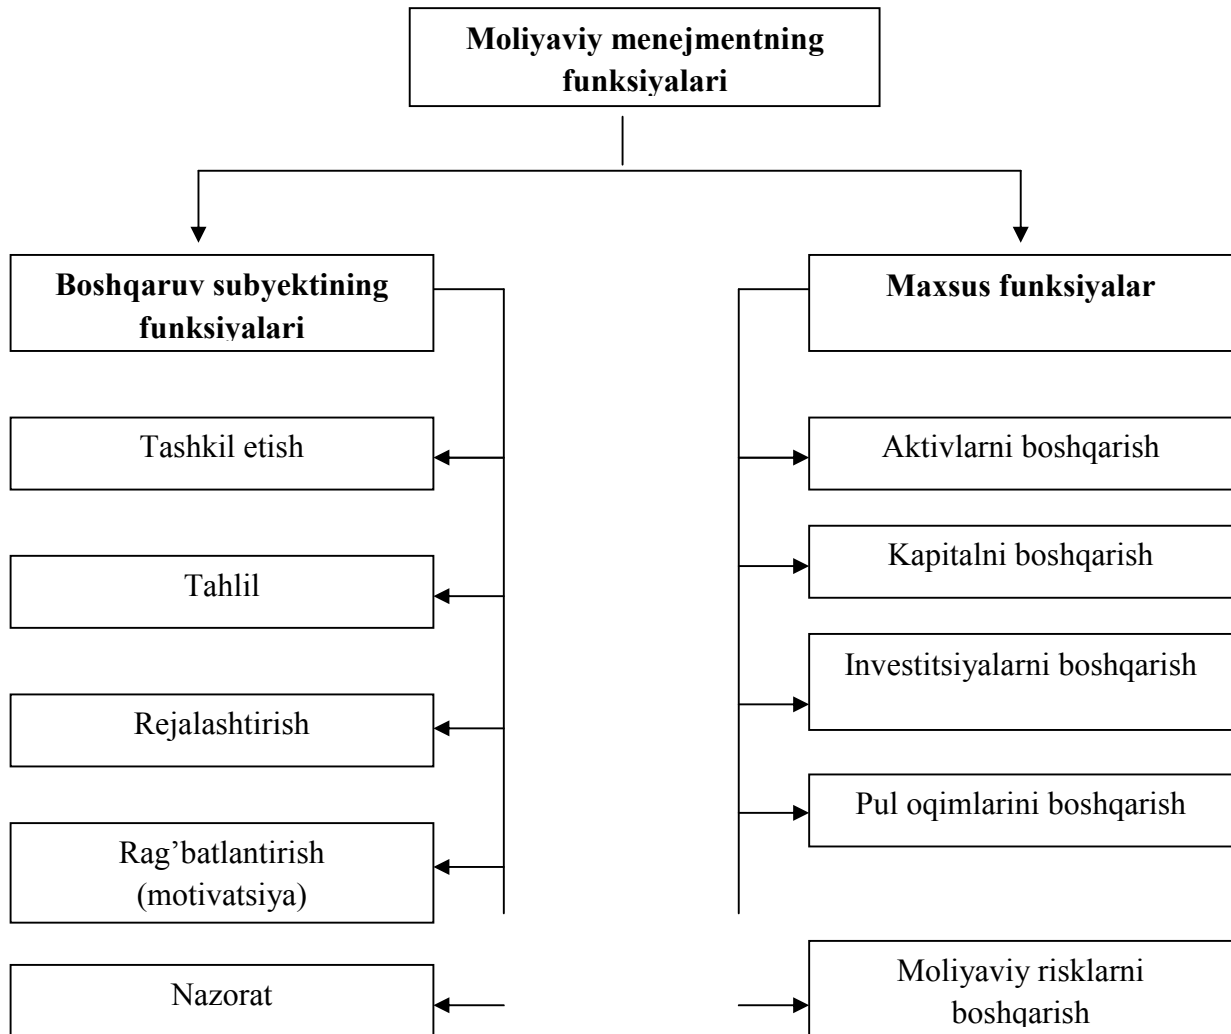 Moliyaviy menejmentning
funksiyalari
Boshqaruv subyektining
funksiyalari
Tashkil etish
Tahlil
Rejalashtirish
Rag’batlantirish
(motivatsiya)
Nazorat
Maxsus funksiyalar
Aktivlarni boshqarish
Kapitalni boshqarish
Investitsiyalarni boshqarish
Pul oqimlarini boshqarish
Moliyaviy risklarni
boshqarish